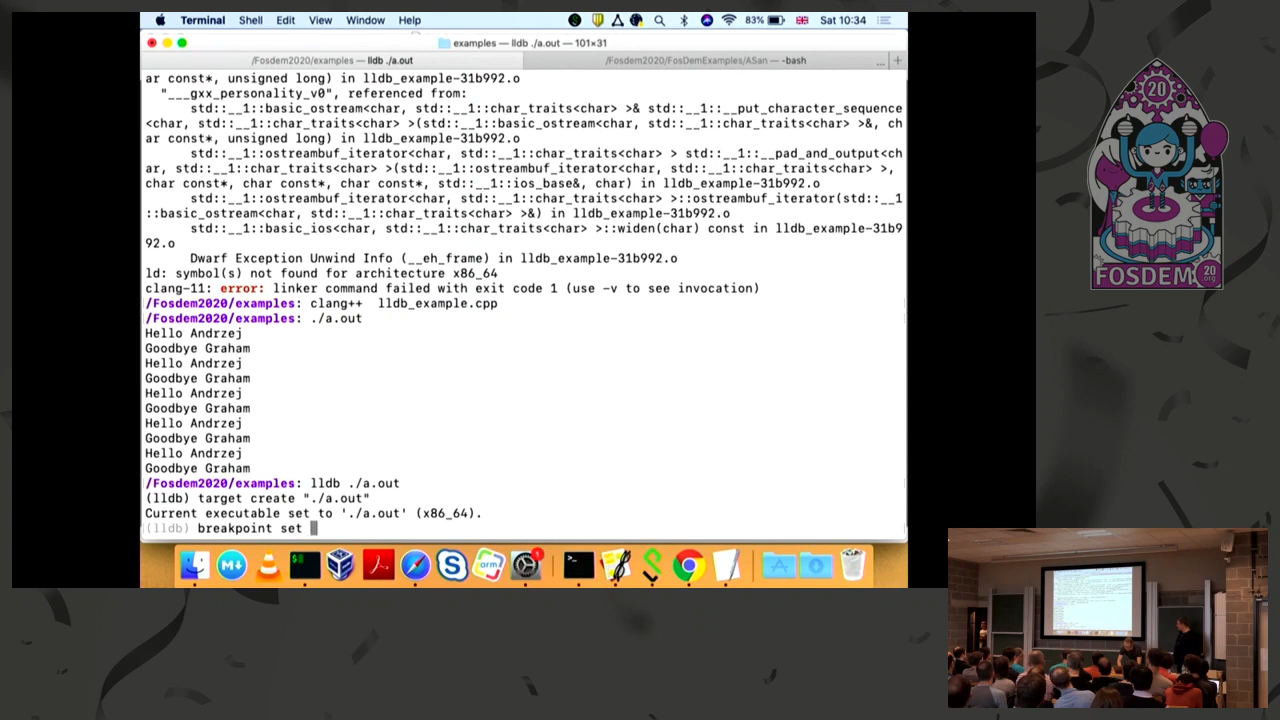 Terminal Shell Edit View Window Help
83% Sat 10:34
examples — lldb ./a.out — 101×31
/Fosdem2020/examples — lldb ./a.out
/Fosdem2020/FosDemExamples/ASan — -bash
... +
ar const*, unsigned long) in lldb_example-31b992.o
"___gxx_personality_v0", referenced from:
std::__1::basic_ostream<char, std::__1::char_traits<char> >& std::__1::__put_character_sequence
<char, std::__1::char_traits<char> >(std::__1::basic_ostream<char, std::__1::char_traits<char> >&, ch
ar const*, unsigned long) in lldb_example-31b992.o
std::__1::ostreambuf_iterator<char, std::__1::char_traits<char> > std::__1::__pad_and_output<ch
ar, std::__1::char_traits<char> >(std::__1::ostreambuf_iterator<char, std::__1::char_traits<char> >,
char const*, char const*, char const*, std::__1::ios_base&, char) in lldb_example-31b992.o
std::__1::ostreambuf_iterator<char, std::__1::char_traits<char> >::ostreambuf_iterator(std::__1
::basic_ostream<char, std::__1::char_traits<char> >&) in lldb_example-31b992.o
std::__1::basic_ios<char, std::__1::char_traits<char> >::widen(char) const in lldb_example-31b9
92.o
Dwarf Exception Unwind Info (__eh_frame) in lldb_example-31b992.o
ld: symbol(s) not found for architecture x86_64
clang-11: error: linker command failed with exit code 1 (use -v to see invocation)
/Fosdem2020/examples: clang++  lldb_example.cpp
/Fosdem2020/examples: ./a.out
Hello Andrzej
Goodbye Graham
Hello Andrzej
Goodbye Graham
Hello Andrzej
Goodbye Graham
Hello Andrzej
Goodbye Graham
Hello Andrzej
Goodbye Graham
/Fosdem2020/examples: lldb ./a.out
(lldb) target create "./a.out"
Current executable set to './a.out' (x86_64).
(lldb) breakpoint set
M↓
S
arm
1
20
FOSDEM 20
.org